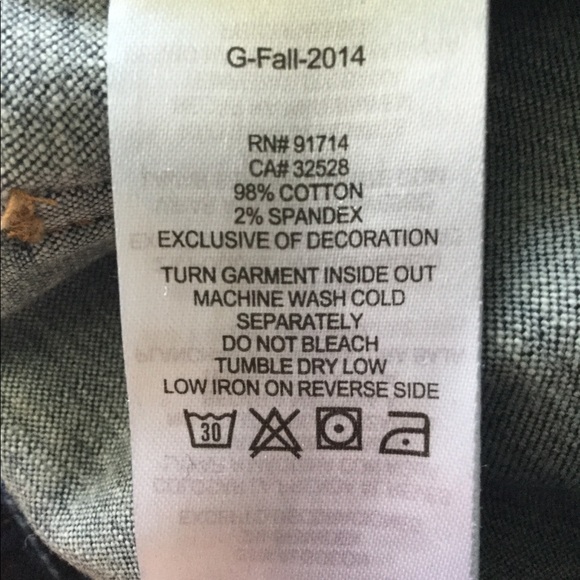 G-Fall-2014
RN# 91714
CA# 32528
98% COTTON
2% SPANDEX
EXCLUSIVE OF DECORATION
TURN GARMENT INSIDE OUT
MACHINE WASH COLD
SEPARATELY
DO NOT BLEACH
TUMBLE DRY LOW
LOW IRON ON REVERSE SIDE
30